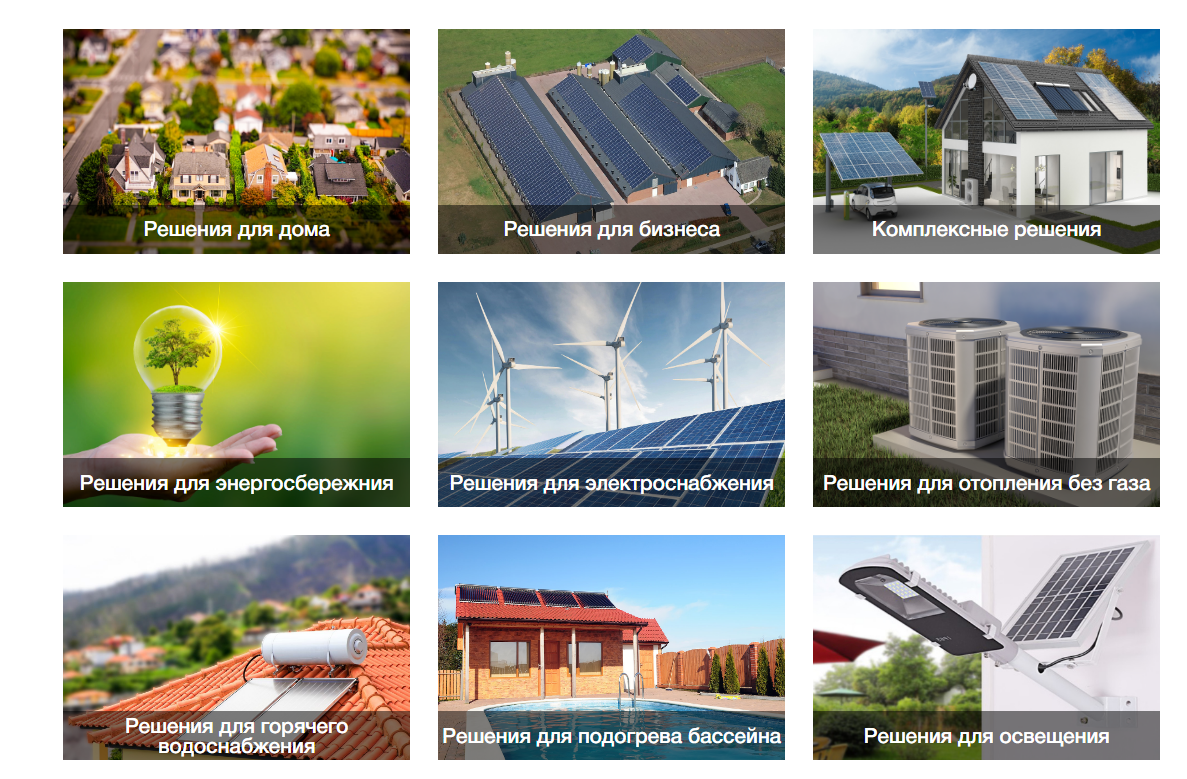 Решения для дома
Решения для бизнеса
Комплексные решения
Решения для энергосбережния
Решения для электроснабжения
Решения для отопления без газа
Решения для горячего
водоснабжения
Решения для подогрева бассейна
Решения для освещения